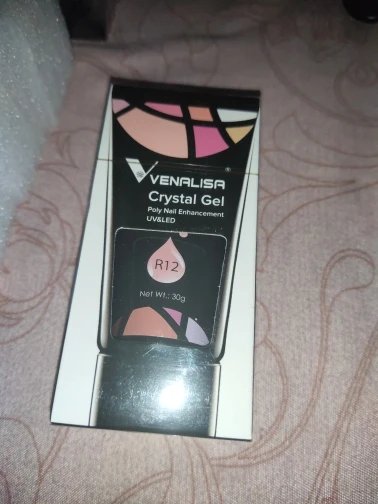 VENALISA ®
Crystal Gel
Poly Nail Enhancement
UV&LED
R12
Net Wt.: 30g